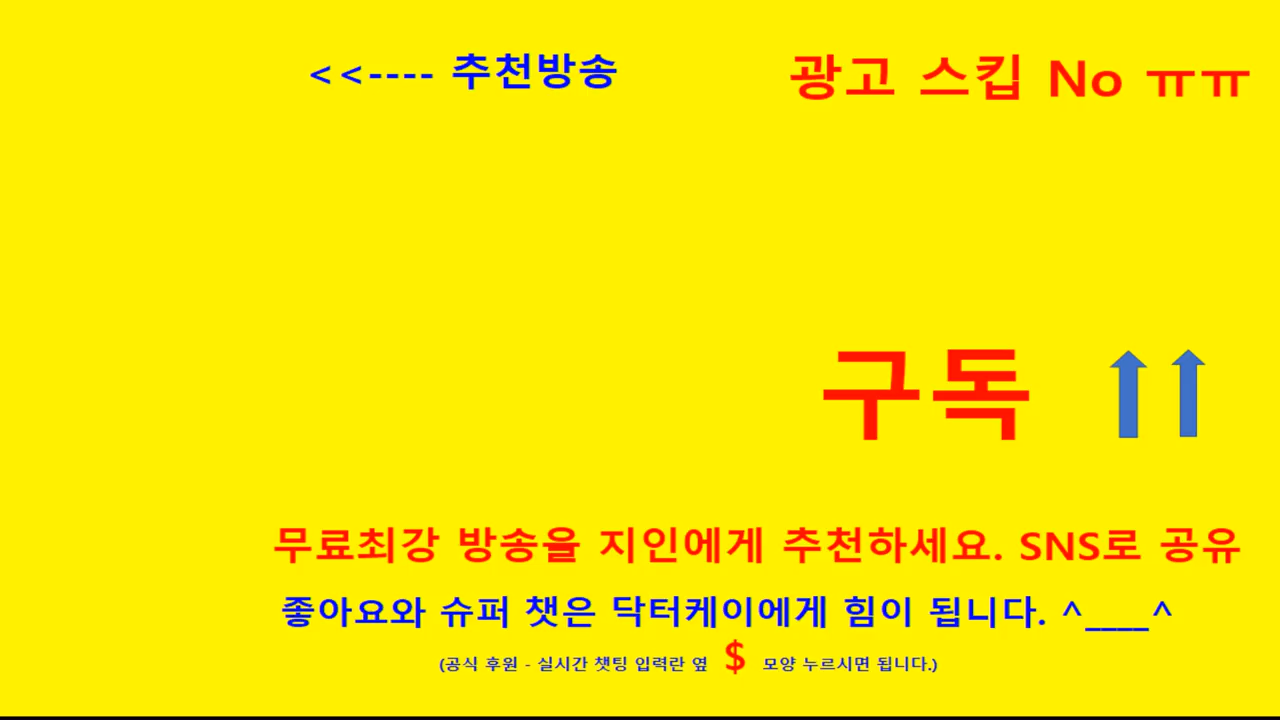 <<---- 추천방송
광고 스킵 No ㅠㅠ
구독
무료최강 방송을 지인에게 추천하세요. SNS로 공유
좋아요와 슈퍼 챗은 닥터케이에게 힘이 됩니다. ^____^
(공식 후원 - 실시간 챗팅 입력란 옆 $ 모양 누르시면 됩니다.)